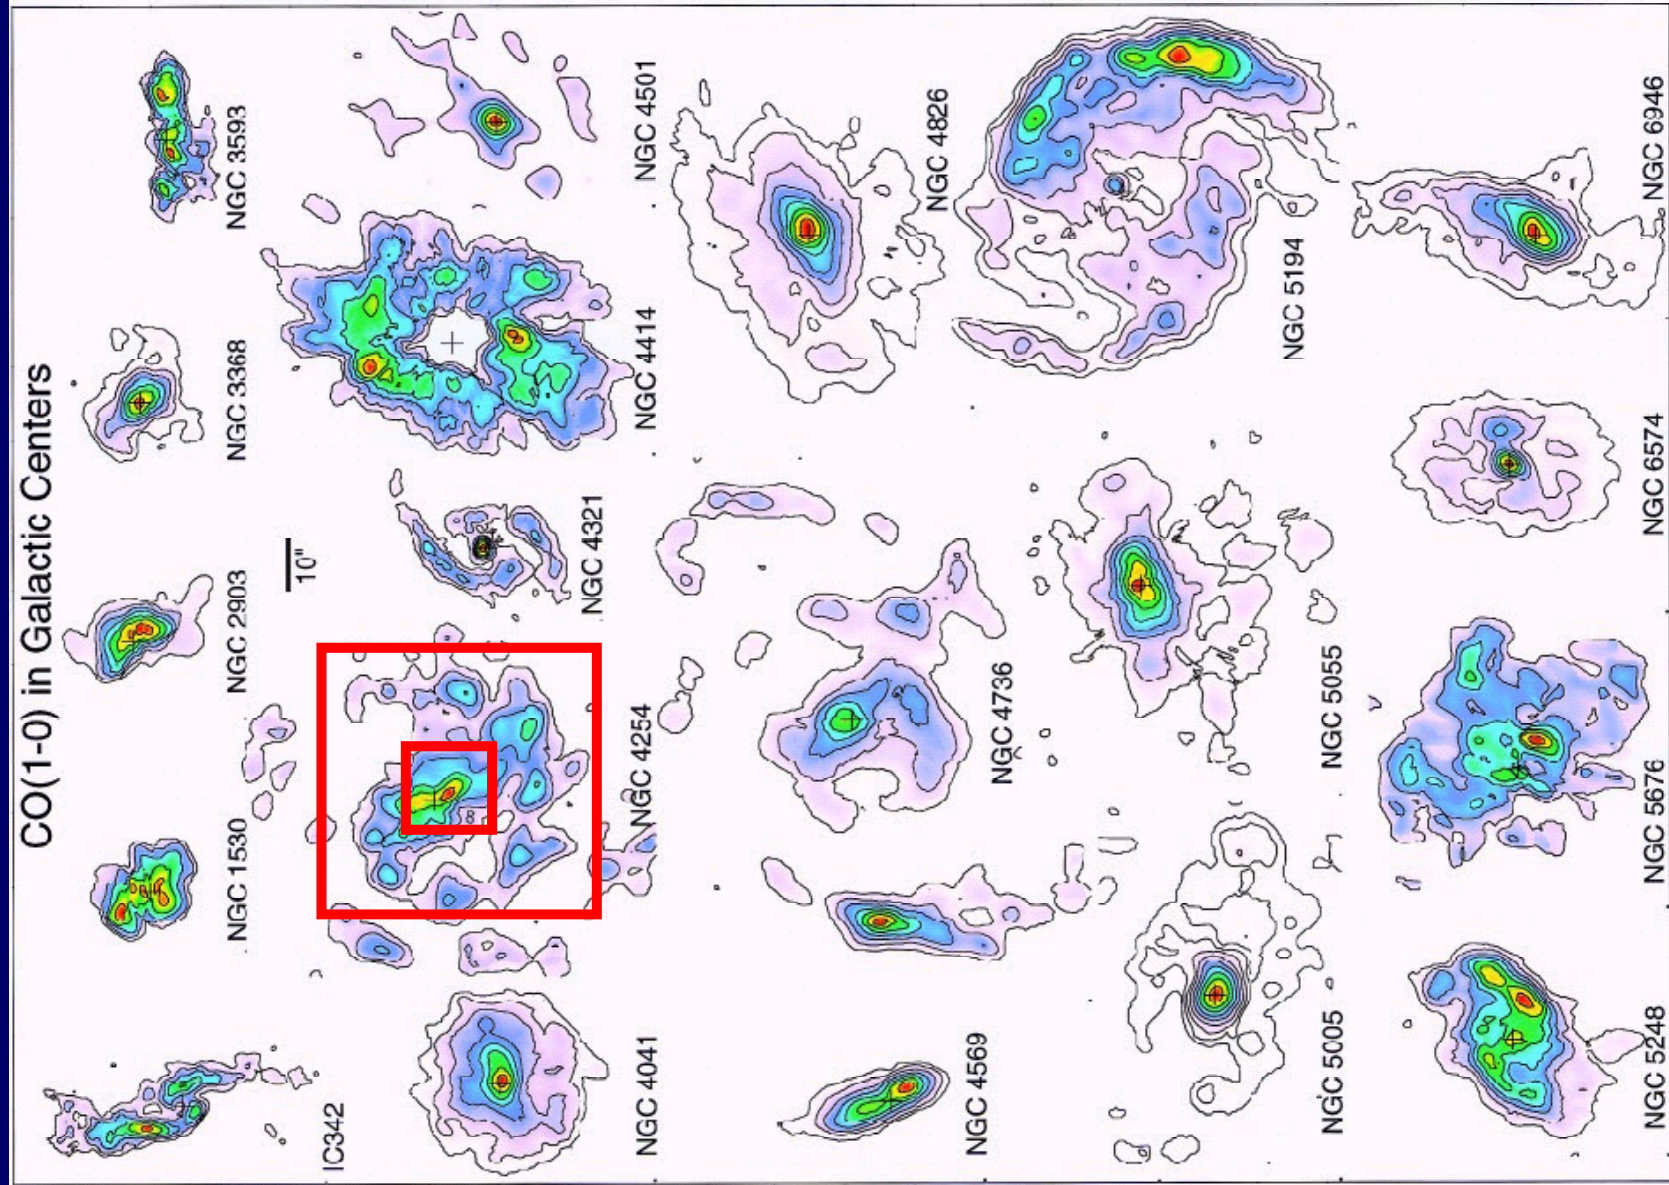 CO(1-0) in Galactic Centers
IC342
NGC 1530
NGC 2903
NGC 3368
NGC 3593
10"
NGC 4041
NGC 4254
NGC 4321
NGC 4414
NGC 4501
NGC 4569
NGC 4736
NGC 4826
NGC 5005
NGC 5055
NGC 5194
NGC 5248
NGC 5676
NGC 6574
NGC 6946